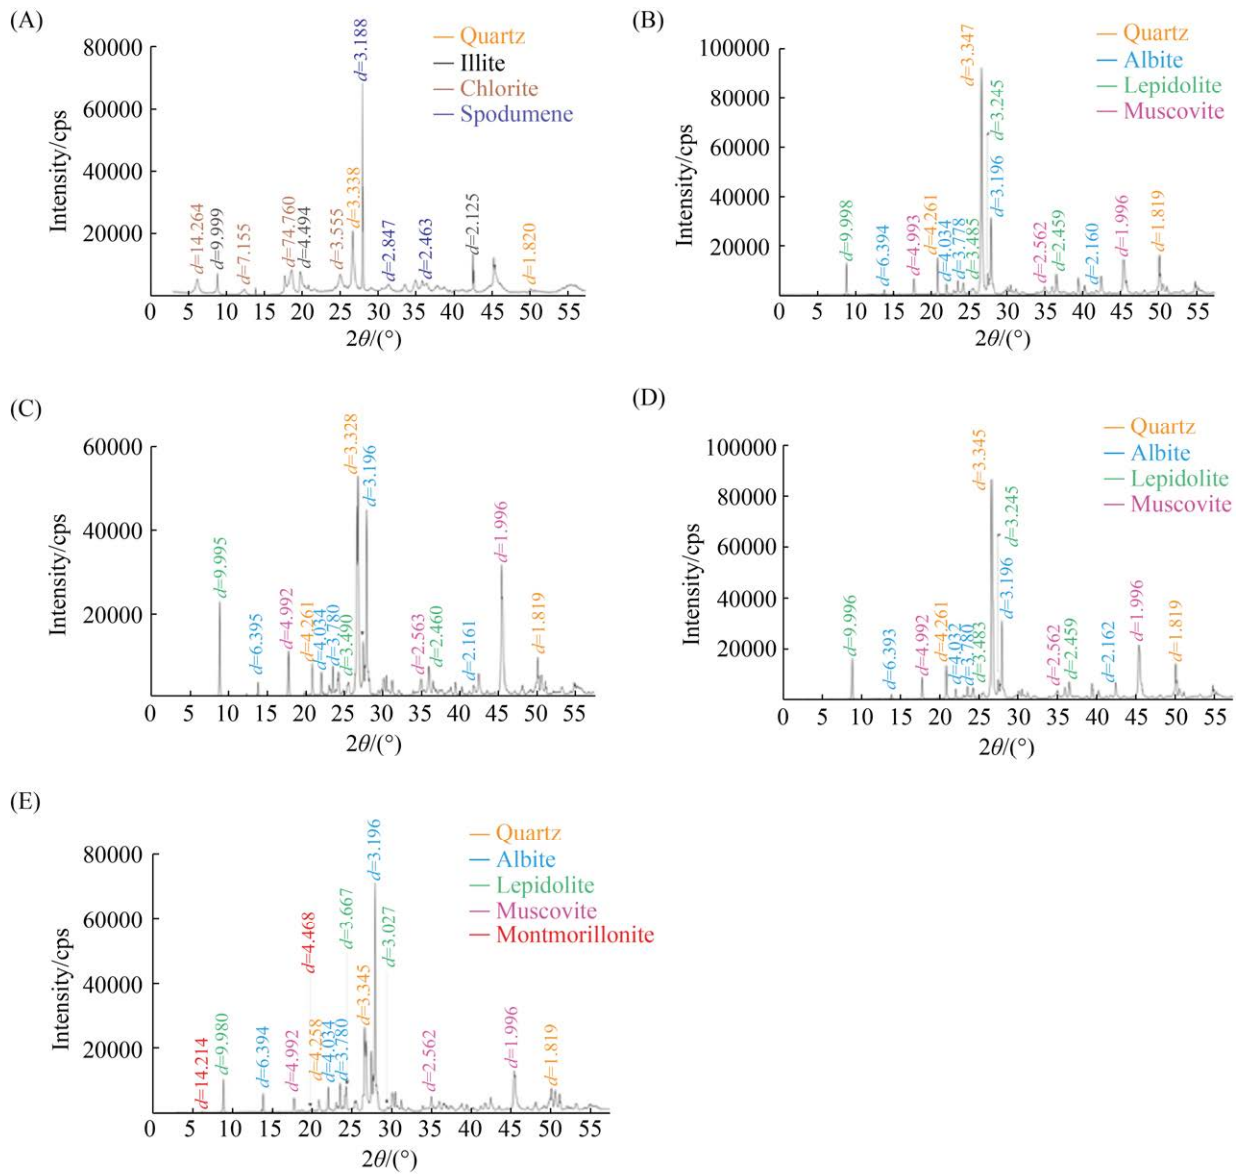 (A)
80000
60000
40000
20000
Intensity/cps
d=14.264
d=9.999
d=7.155
d=74.760
d=4.494
d=3.555
d=3.338
d=3.188
d=2.847
d=2.463
d=2.125
d=1.820
Quartz
Illite
Chlorite
Spodumene
0 5 10 15 20 25 30 35 40 45 50 55
2θ/(°)
(B)
100000
80000
60000
40000
20000
0
Intensity/cps
d=9.998
d=6.394
d=4.993
d=4.261
d=4.034
d=3.778
d=3.485
d=3.347
d=3.245
d=3.196
d=2.562
d=2.459
d=2.160
d=1.996
d=1.819
Quartz
Albite
Lepidolite
Muscovite
0 5 10 15 20 25 30 35 40 45 50 55
2θ/(°)
(C)
60000
40000
20000
Intensity/cps
d=9.995
d=6.395
d=4.992
d=4.261
d=4.034
d=3.780
d=3.490
d=3.328
d=3.196
d=2.563
d=2.460
d=2.161
d=1.996
d=1.819
0 5 10 15 20 25 30 35 40 45 50 55
2θ/(°)
(D)
100000
80000
60000
40000
20000
Intensity/cps
d=9.996
d=6.393
d=4.992
d=4.261
d=4.032
d=3.780
d=3.483
d=3.345
d=3.245
d=3.196
d=2.562
d=2.459
d=2.162
d=1.996
d=1.819
Quartz
Albite
Lepidolite
Muscovite
0 5 10 15 20 25 30 35 40 45 50 55
2θ/(°)
(E)
80000
60000
40000
20000
Intensity/cps
d=14.214
d=9.980
d=6.394
d=4.992
d=4.468
d=4.258
d=4.034
d=3.780
d=3.667
d=3.345
d=3.196
d=3.027
d=2.562
d=1.996
d=1.819
Quartz
Albite
Lepidolite
Muscovite
Montmorillonite
0 5 10 15 20 25 30 35 40 45 50 55
2θ/(°)